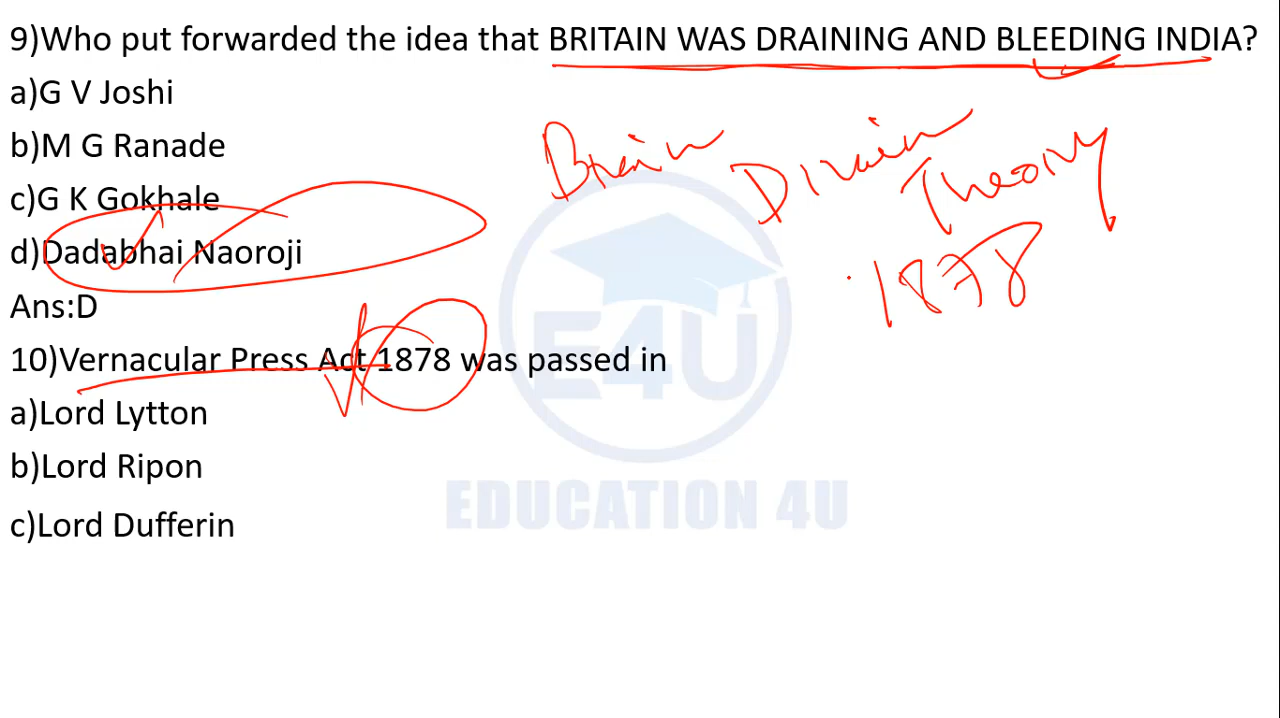 9)Who put forwarded the idea that BRITAIN WAS DRAINING AND BLEEDING INDIA?
a)G V Joshi
b)M G Ranade
c)G K Gokhale
d)Dadabhai Naoroji
Ans:D
10)Vernacular Press Act 1878 was passed in
a)Lord Lytton
b)Lord Ripon
c)Lord Dufferin
Brain Drain Theory
1878
E4U
EDUCATION 4U